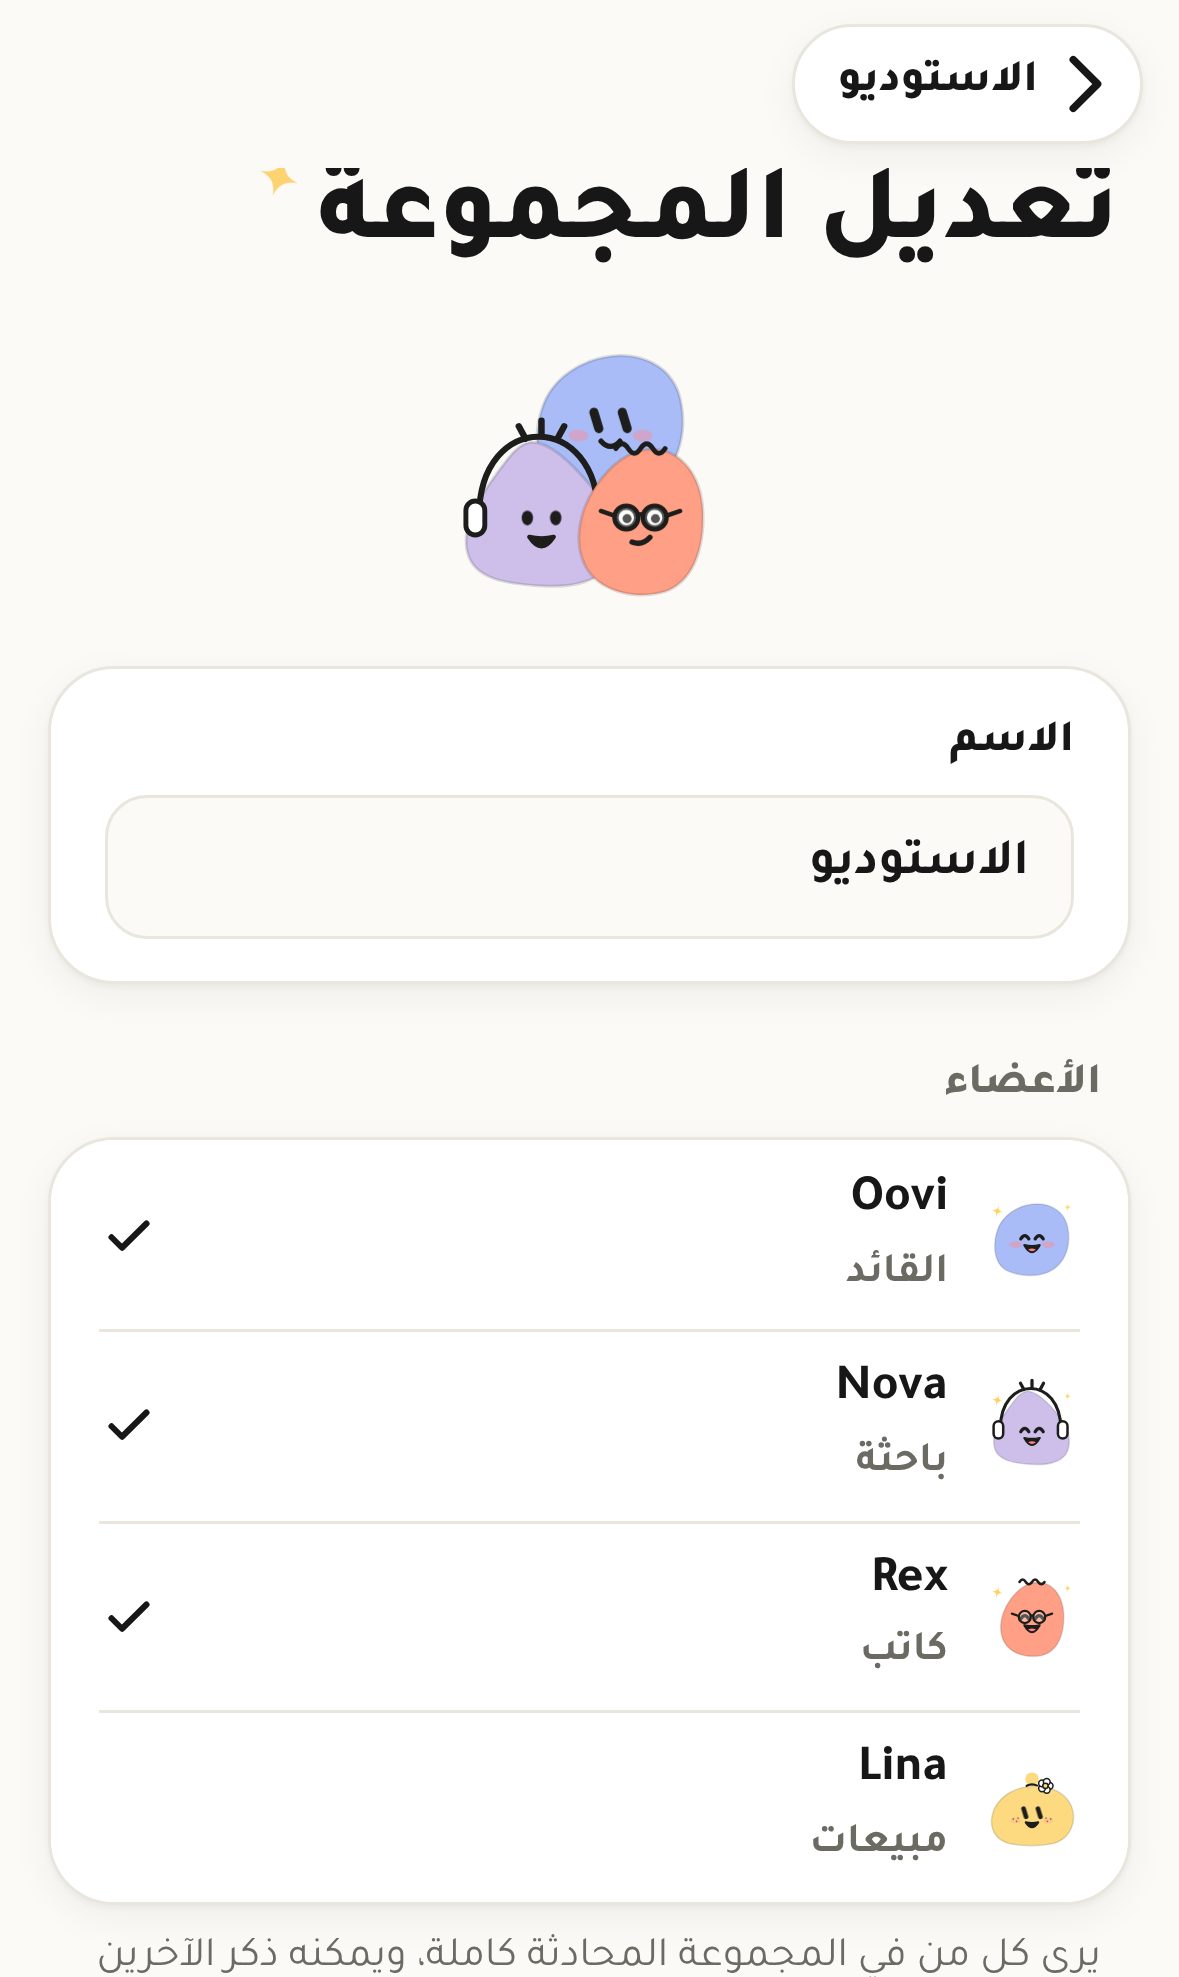 الاستوديو
تعديل المجموعة
الاسم
الاستوديو
الأعضاء
Oovi
القائد
Nova
باحثة
Rex
كاتب
Lina
مبيعات
يرى كل من في المجموعة المحادثة كاملة، ويمكنه ذكر الآخرين